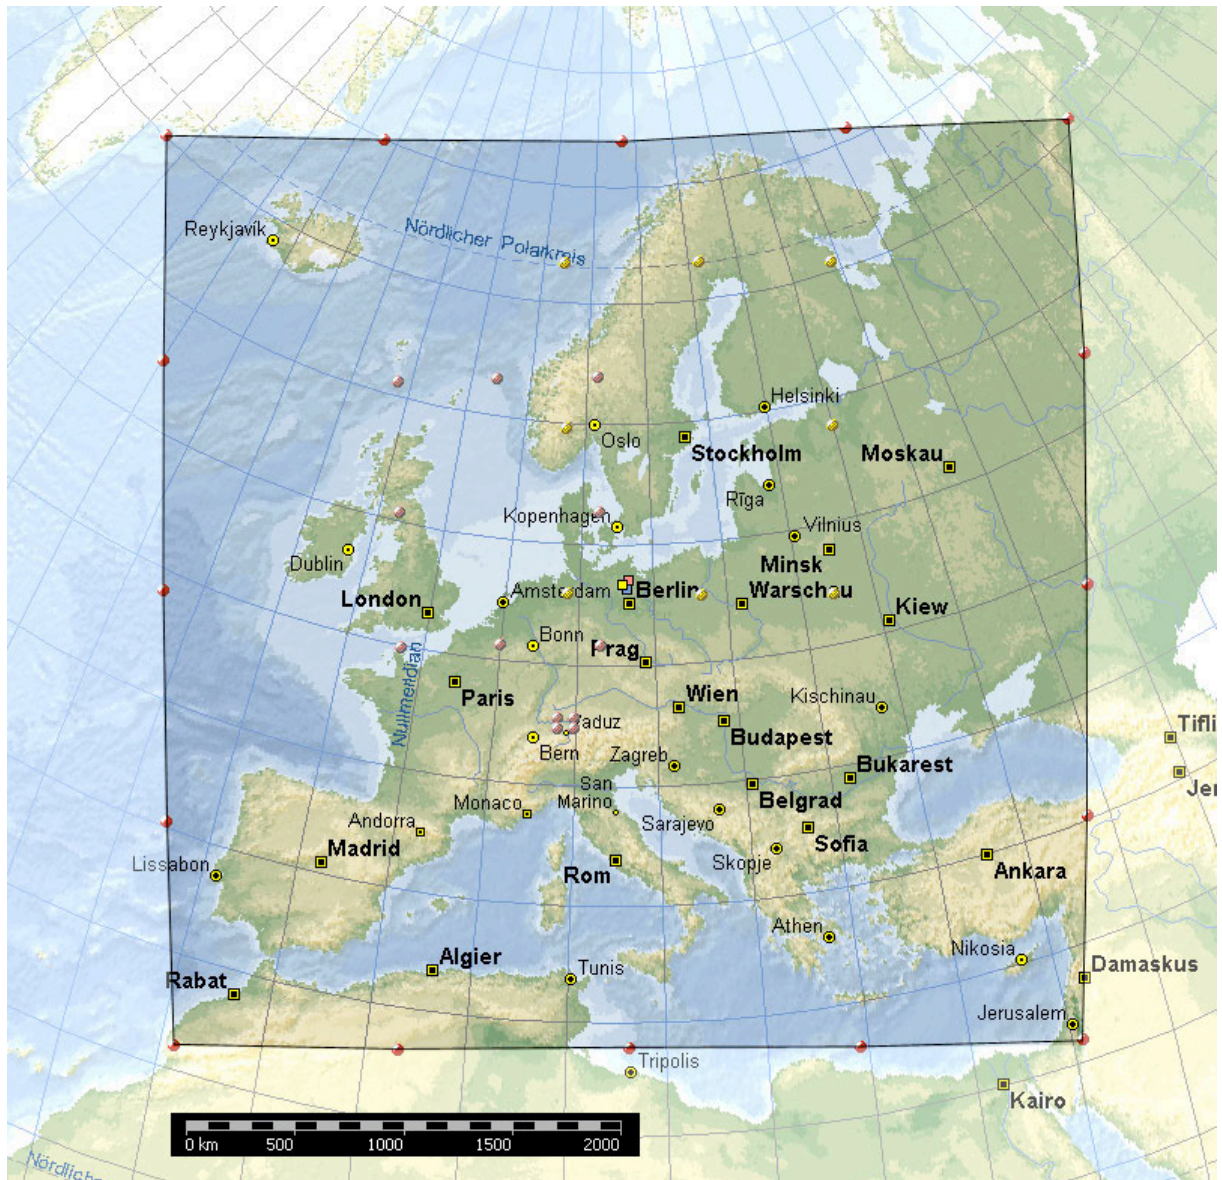 Reykjavík
Nördlicher Polarkreis
Helsinki
Oslo
Stockholm
Moskau
Rīga
Kopenhagen
Vilnius
Dublin
Minsk
London
Amsterdam
Berlin
Warschau
Kiew
Bonn
Prag
Nullmeridian
Paris
Wien
Kischinau
Vaduz
Tifli
Budapest
Bern
Zagreb
Bukarest
Jer
San
Marino
Monaco
Belgrad
Andorra
Sarajevo
Madrid
Sofia
Lissabon
Rom
Skopje
Ankara
Athen
Nikosia
Algier
Tunis
Damaskus
Rabat
Jerusalem
Tripolis
Kairo
0 km 500 1000 1500 2000
Nördlicher